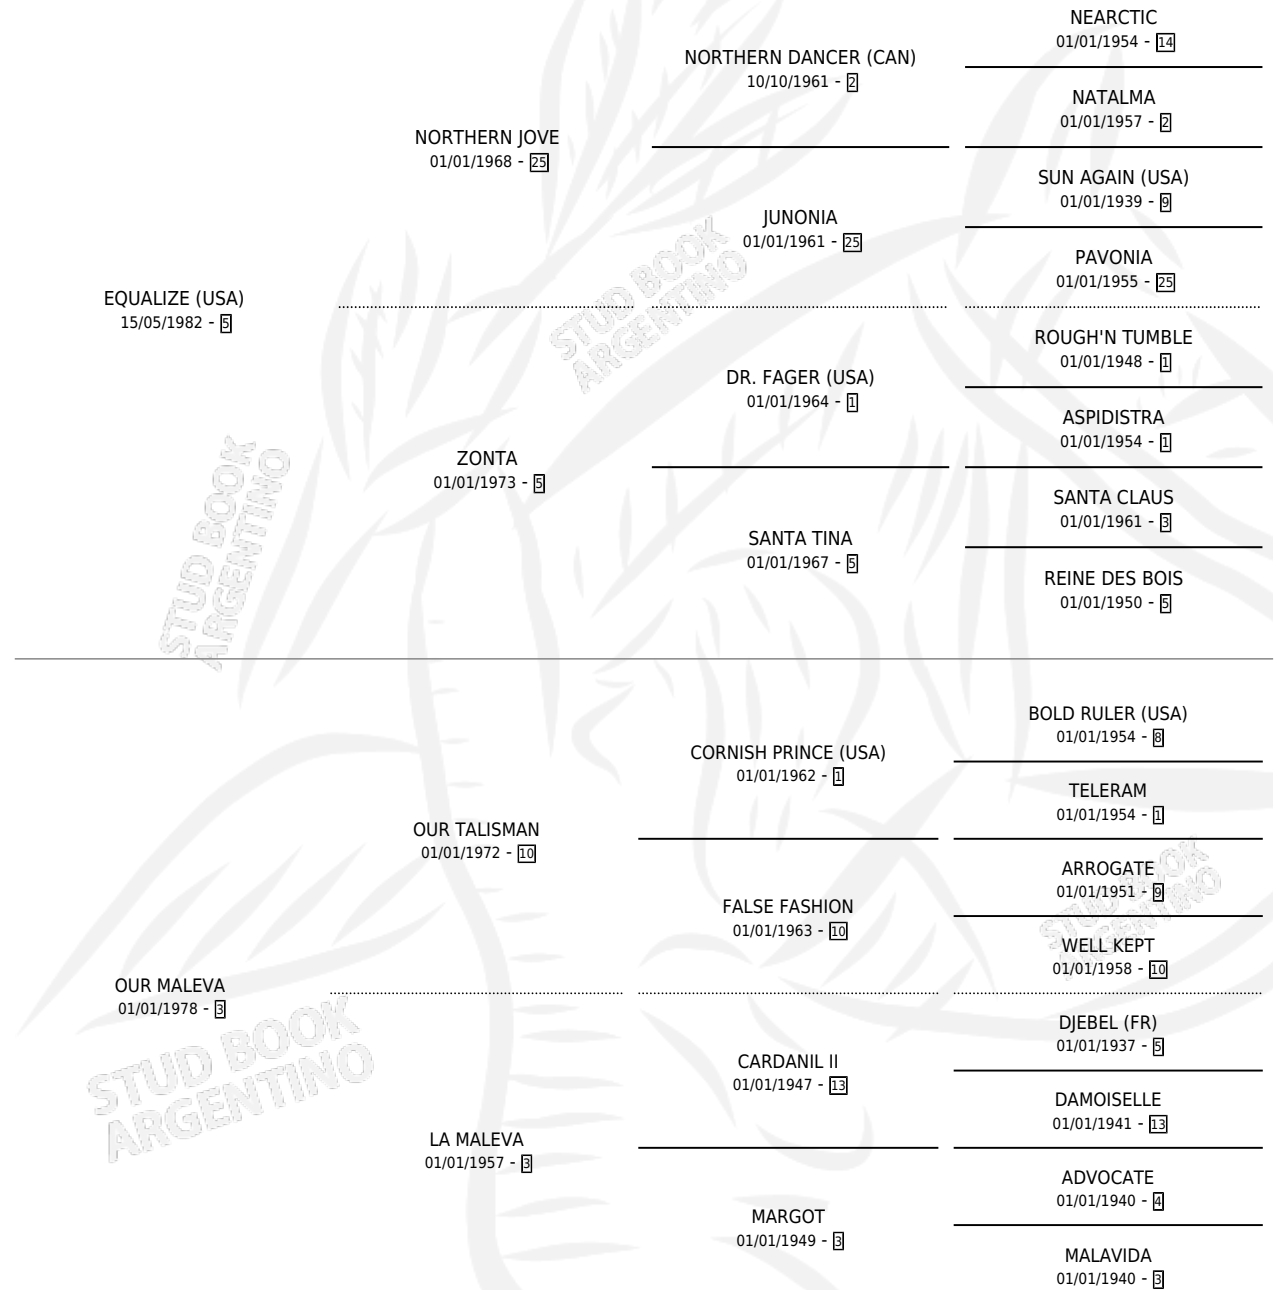 NEARCTIC
01/01/1954 - 14
NORTHERN DANCER (CAN)
10/10/1961 - 2
NATALMA
01/01/1957 - 2
NORTHERN JOVE
01/01/1968 - 25
SUN AGAIN (USA)
01/01/1939 - 9
JUNONIA
01/01/1961 - 25
PAVONIA
01/01/1955 - 25
EQUALIZE (USA)
15/05/1982 - 5
ROUGH'N TUMBLE
01/01/1948 - 1
DR. FAGER (USA)
01/01/1964 - 1
ASPIDISTRA
01/01/1954 - 1
ZONTA
01/01/1973 - 5
SANTA CLAUS
01/01/1961 - 3
SANTA TINA
01/01/1967 - 5
REINE DES BOIS
01/01/1950 - 5
BOLD RULER (USA)
01/01/1954 - 8
CORNISH PRINCE (USA)
01/01/1962 - 1
TELERAM
01/01/1954 - 1
OUR TALISMAN
01/01/1972 - 10
ARROGATE
01/01/1951 - 9
FALSE FASHION
01/01/1963 - 10
WELL KEPT
01/01/1958 - 10
OUR MALEVA
01/01/1978 - 3
DJEBEL (FR)
01/01/1937 - 5
CARDANIL II
01/01/1947 - 13
DAMOISELLE
01/01/1941 - 13
LA MALEVA
01/01/1957 - 3
ADVOCATE
01/01/1940 - 4
MARGOT
01/01/1949 - 3
MALAVIDA
01/01/1940 - 3
STUD BOOK
ARGENTINO
STUD BOOK
ARGENTINO
STUD BOOK
ARGENTINO
STUD BOOK
ARGENTINO